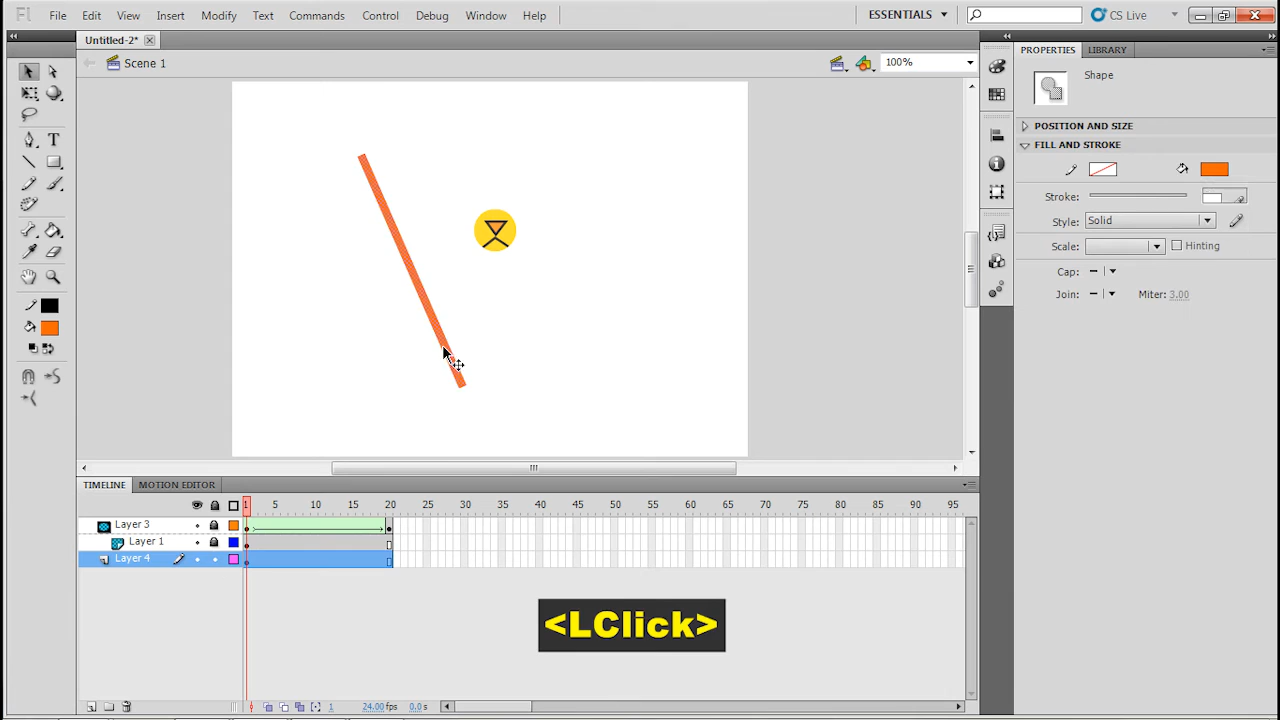 Fl File Edit View Insert Modify Text Commands Control Debug Window Help ESSENTIALS CS Live
Untitled-2*
Scene 1 100%
PROPERTIES LIBRARY
Shape
POSITION AND SIZE
FILL AND STROKE
Stroke:
Style: Solid
Scale: Hinting
Cap:
Join: Miter: 3.00
TIMELINE MOTION EDITOR
1 5 10 15 20 25 30 35 40 45 50 55 60 65 70 75 80 85 90 95
Layer 3
Layer 1
Layer 4
<LClick>
1 24.00fps 0.0s